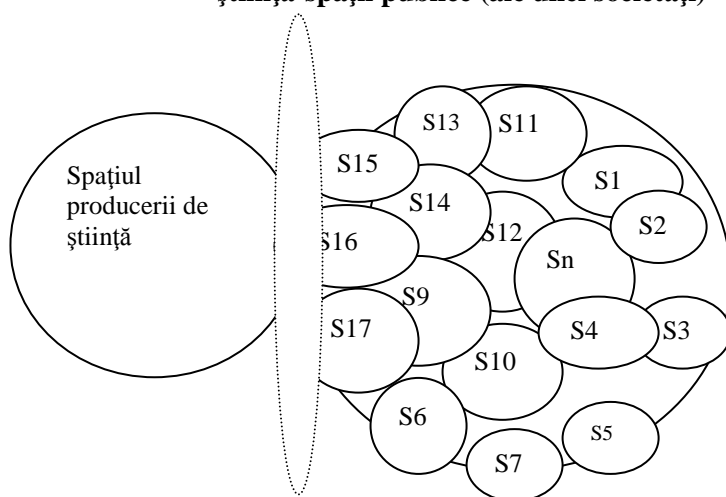 ştiinţă-spaţii publice (ale unei societăţi)
Spaţiul
producerii de
ştiinţă
S13
S11
S15
S1
S14
S2
S12
S16
Sn
S9
S17
S4
S3
S10
S6
S5
S7